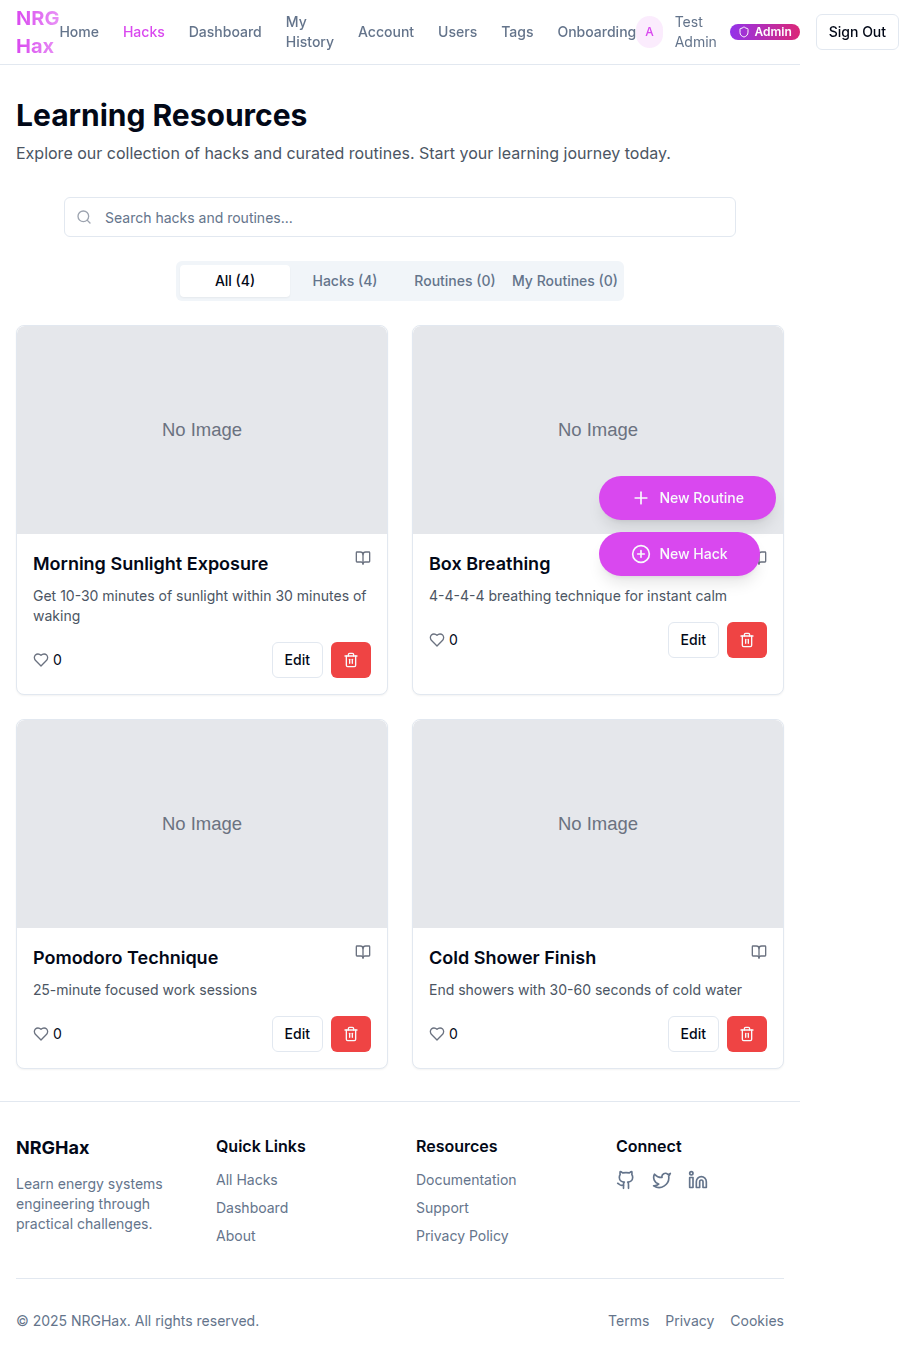 NRG
Hax
Home
Hacks
Dashboard
My
History
Account
Users
Tags
Onboarding
A
Test
Admin
Admin
Sign Out
Learning Resources
Explore our collection of hacks and curated routines. Start your learning journey today.
Search hacks and routines...
All (4)
Hacks (4)
Routines (0)
My Routines (0)
No Image
No Image
New Routine
New Hack
Morning Sunlight Exposure
Get 10-30 minutes of sunlight within 30 minutes of
waking
0
Edit
Box Breathing
4-4-4-4 breathing technique for instant calm
0
Edit
No Image
No Image
Pomodoro Technique
25-minute focused work sessions
0
Edit
Cold Shower Finish
End showers with 30-60 seconds of cold water
0
Edit
NRGHax
Learn energy systems
engineering through
practical challenges.
Quick Links
All Hacks
Dashboard
About
Resources
Documentation
Support
Privacy Policy
Connect
© 2025 NRGHax. All rights reserved.
Terms
Privacy
Cookies